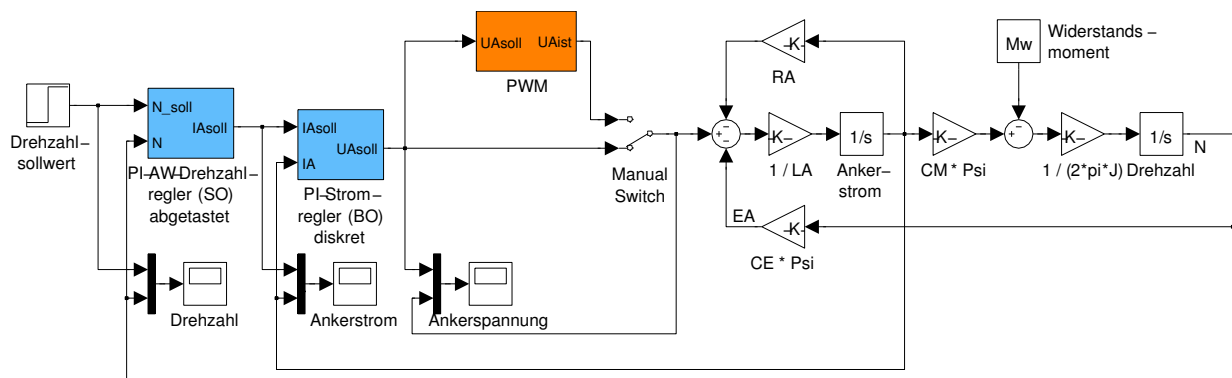 Drehzahl-
sollwert
N_soll
N
IAsoll
PI-AW-Drehzahl-
regler (SO)
abgetastet
IAsoll
IA
UAsoll
PI-Strom-
regler (BO)
diskret
UAsoll
UAist
PWM
Manual
Switch
-K-
RA
+
-
-
K-
1 / LA
1/s
Anker-
strom
-K-
CM * Psi
Mw
Widerstands -
moment
+
-
K-
1 / (2*pi*J)
1/s
Drehzahl
N
EA
-K-
CE * Psi
Drehzahl
Ankerstrom
Ankerspannung